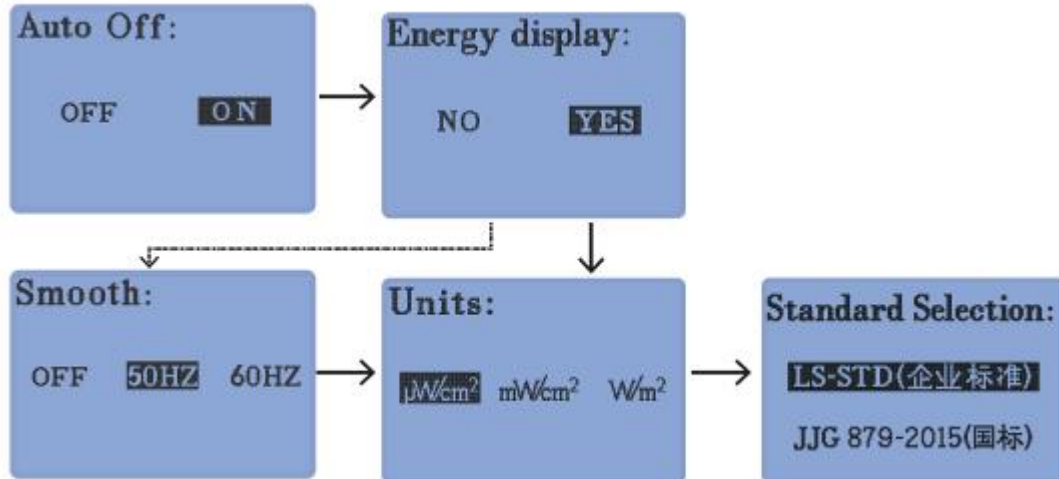 Auto Off:
OFF ON
Energy display:
NO YES
Smooth:
OFF 50HZ 60HZ
Units:
μW/cm² mW/cm² W/m²
Standard Selection:
LS-STD(企业标准)
JJG 879-2015(国标)